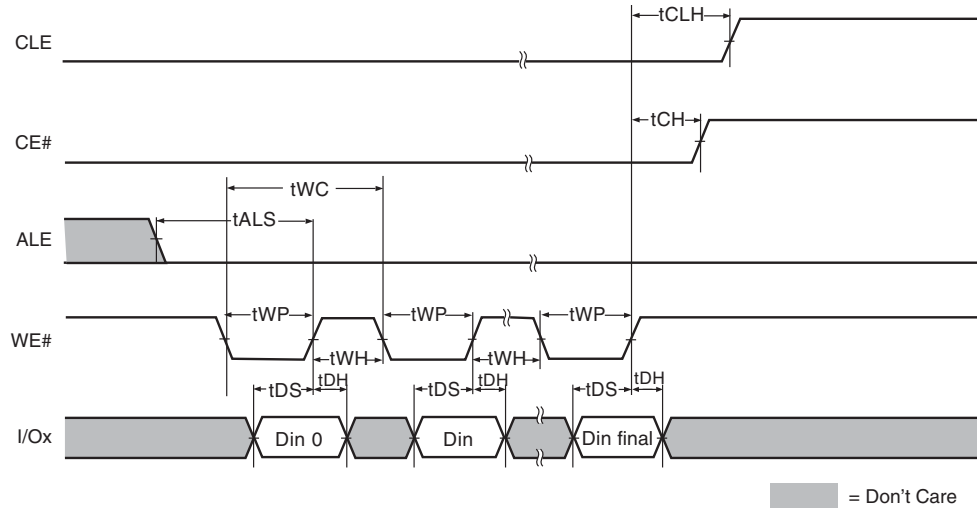 tCLH
CLE
tCH
CE#
tWC
tALS
ALE
tWP
tWP
tWP
WE#
tWH
tWH
tDS
tDH
tDS
tDH
tDS
tDH
I/Ox
Din 0
Din
Din final
= Don't Care